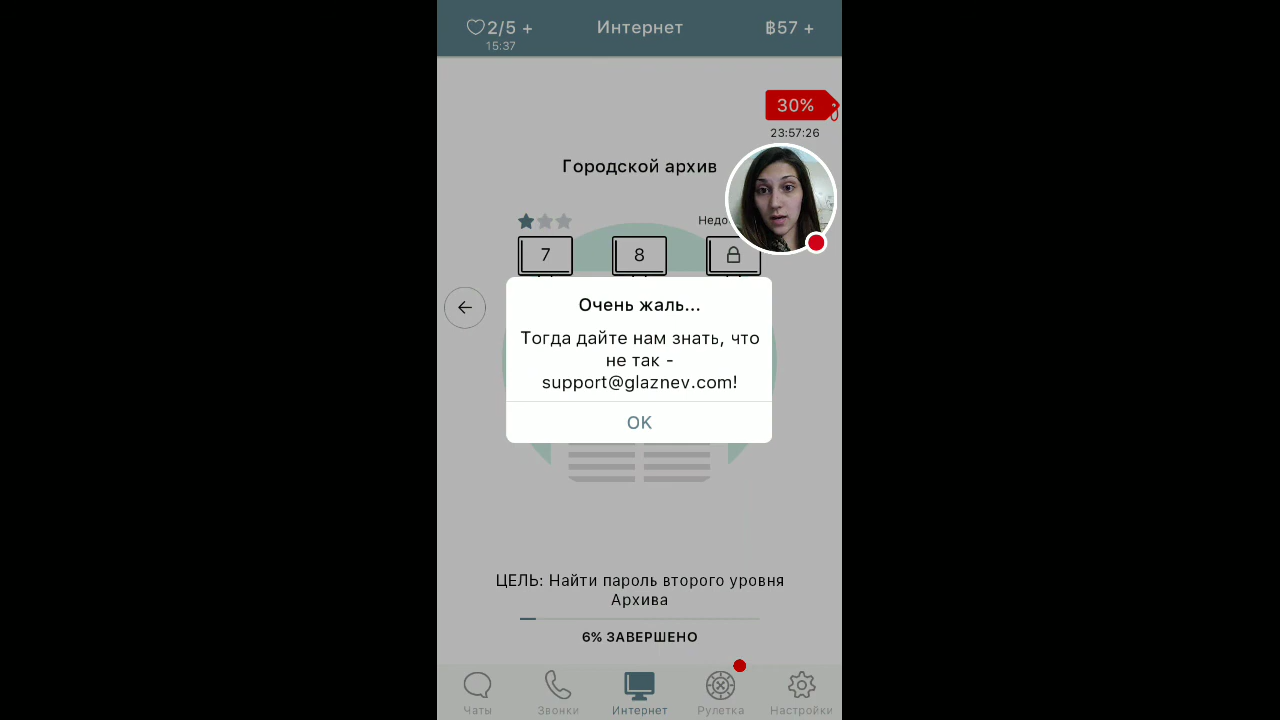 2/5 +
15:37
Интернет
฿57 +
30%
23:57:26
Городской архив
7
8
Очень жаль...
Тогда дайте нам знать, что
не так -
support@glaznev.com!
OK
ЦЕЛЬ: Найти пароль второго уровня
Архива
6% ЗАВЕРШЕНО
Чаты
Звонки
Интернет
Рулетка
Настройки